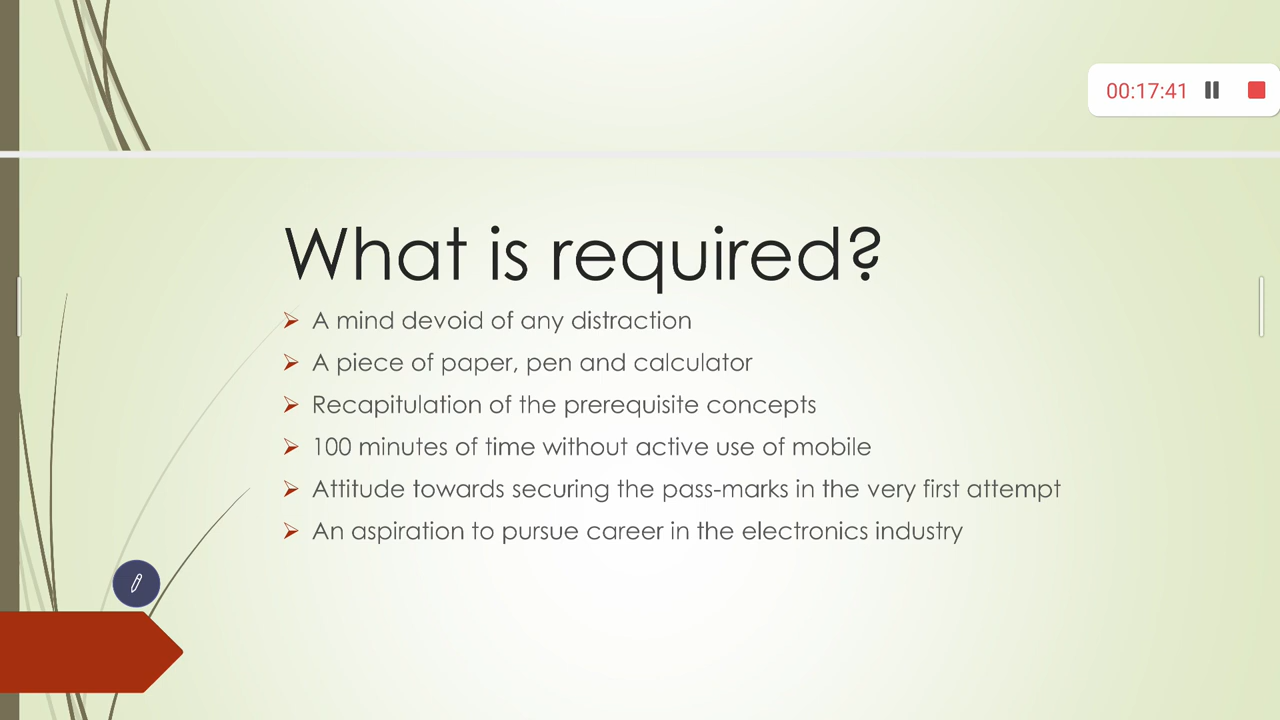 00:17:41
What is required?
A mind devoid of any distraction
A piece of paper, pen and calculator
Recapitulation of the prerequisite concepts
100 minutes of time without active use of mobile
Attitude towards securing the pass-marks in the very first attempt
An aspiration to pursue career in the electronics industry